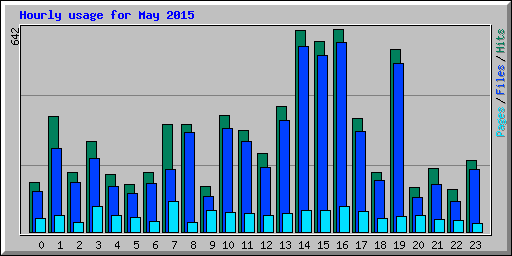 Hourly usage for May 2015
642
Pages/Files/Hits
0 1 2 3 4 5 6 7 8 9 10 11 12 13 14 15 16 17 18 19 20 21 22 23